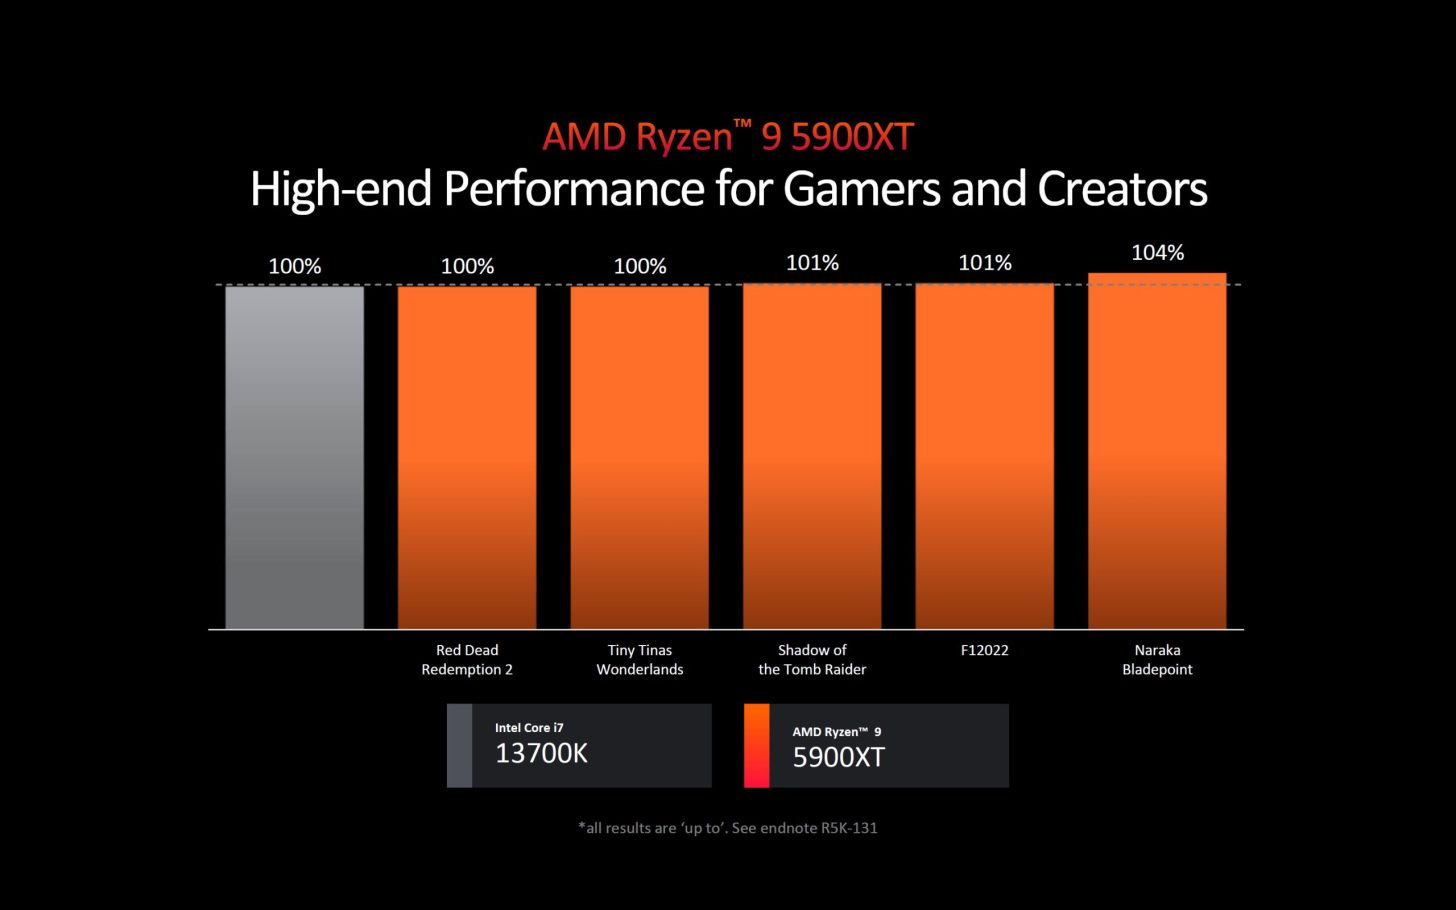 AMD Ryzen™ 9 5900XT
High-end Performance for Gamers and Creators
100%
100%
100%
101%
101%
104%
Red Dead
Redemption 2
Tiny Tinas
Wonderlands
Shadow of
the Tomb Raider
F12022
Naraka
Bladepoint
Intel Core i7
13700K
AMD Ryzen™ 9
5900XT
*all results are ‘up to’. See endnote R5K-131